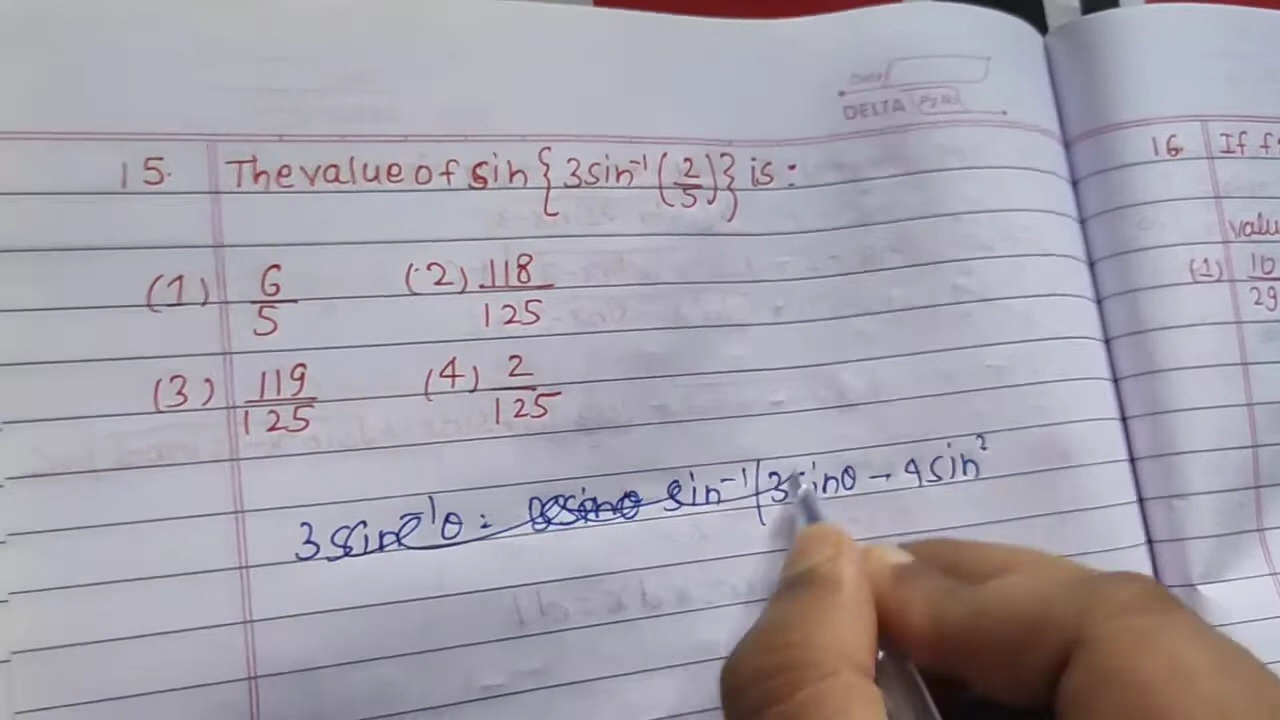 DELTA
15. The value of sin{3sin⁻¹(2/5)} is:
(1) 6/5 (2) 118/125
(3) 119/125 (4) 2/125
3sin⁻¹θ = sin⁻¹(3sinθ - 4sin²
16. If
valu
(1) 10/29